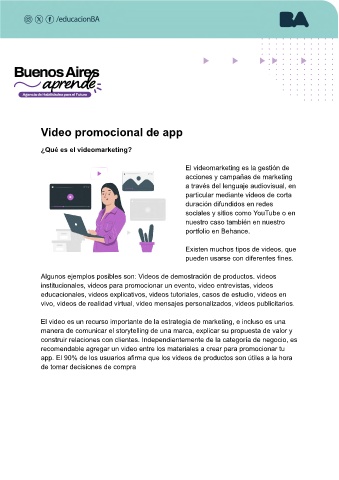 /educacionBA
BA
Buenos Aires
aprende
Agencia de Habilidades para el Futuro
Video promocional de app
¿Qué es el videomarketing?
El videomarketing es la gestión de
acciones y campañas de marketing
a través del lenguaje audiovisual, en
particular mediante videos de corta
duración difundidos en redes
sociales y sitios como YouTube o en
nuestro caso también en nuestro
portfolio en Behance.
Existen muchos tipos de videos, que
pueden usarse con diferentes fines.
Algunos ejemplos posibles son: Videos de demostración de productos, videos
institucionales, videos para promocionar un evento, video entrevistas, videos
educacionales, videos explicativos, videos tutoriales, casos de estudio, videos en
vivo, videos de realidad virtual, video mensajes personalizados, videos publicitarios.
El video es un recurso importante de la estrategia de marketing, e incluso es una
manera de comunicar el storytelling de una marca, explicar su propuesta de valor y
construir relaciones con clientes. Independientemente de la categoría de negocio, es
recomendable agregar un video entre los materiales a crear para promocionar tu
app. El 90% de los usuarios afirma que los videos de productos son útiles a la hora
de tomar decisiones de compra